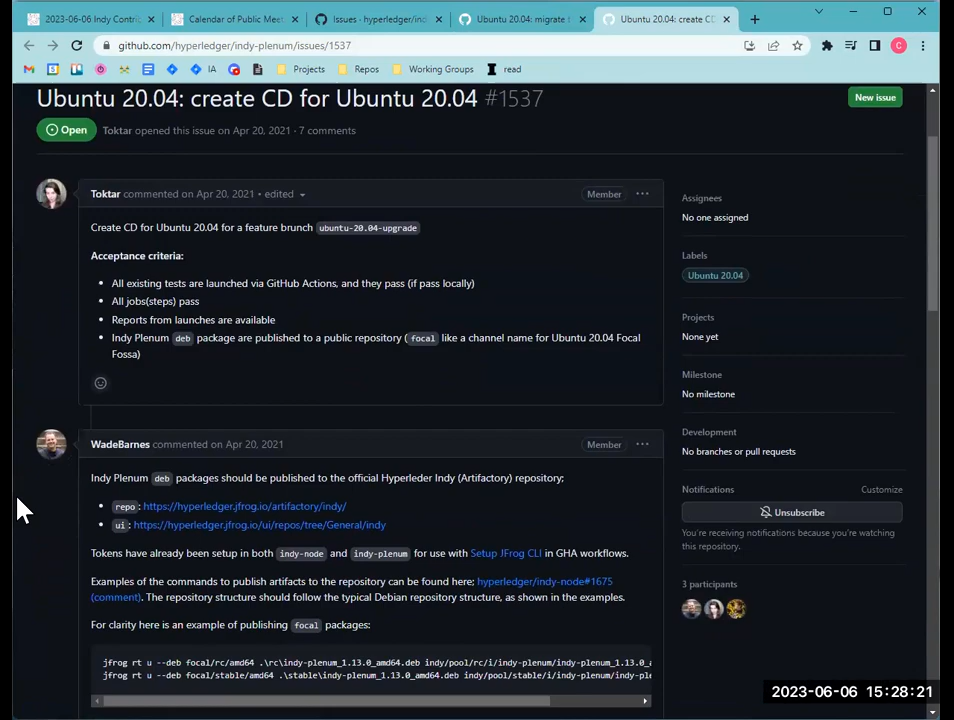 2023-06-06 Indy Contri
Calendar of Public Meet
Issues · hyperledger/ind
Ubuntu 20.04: migrate t
Ubuntu 20.04: create CD
github.com/hyperledger/indy-plenum/issues/1537
IA
Projects
Repos
Working Groups
read
Ubuntu 20.04: create CD for Ubuntu 20.04 #1537
New issue
Open
Toktar opened this issue on Apr 20, 2021 · 7 comments
Toktar commented on Apr 20, 2021 • edited
Member
Create CD for Ubuntu 20.04 for a feature brunch ubuntu-20.04-upgrade
Acceptance criteria:
• All existing tests are launched via GitHub Actions, and they pass (if pass locally)
• All jobs(steps) pass
• Reports from launches are available
• Indy Plenum deb package are published to a public repository ( focal like a channel name for Ubuntu 20.04 Focal
Fossa)
Assignees
No one assigned
Labels
Ubuntu 20.04
Projects
None yet
Milestone
No milestone
Development
No branches or pull requests
Notifications
Customize
Unsubscribe
You're receiving notifications because you're watching
this repository.
3 participants
WadeBarnes commented on Apr 20, 2021
Member
Indy Plenum deb packages should be published to the official Hyperleder Indy (Artifactory) repository;
• repo: https://hyperledger.jfrog.io/artifactory/indy/
• ui: https://hyperledger.jfrog.io/ui/repos/tree/General/indy
Tokens have already been setup in both indy-node and indy-plenum for use with Setup JFrog CLI in GHA workflows.
Examples of the commands to publish artifacts to the repository can be found here; hyperledger/indy-node#1675
(comment). The repository structure should follow the typical Debian repository structure, as shown in the examples.
For clarity here is an example of publishing focal packages:
jfrog rt u --deb focal/rc/amd64 .\rc\indy-plenum_1.13.0_amd64.deb indy/pool/rc/i/indy-plenum/indy-plenum_1.13.0_a
jfrog rt u --deb focal/stable/amd64 .\stable\indy-plenum_1.13.0_amd64.deb indy/pool/stable/i/indy-plenum/indy-ple
2023-06-06 15:28:21